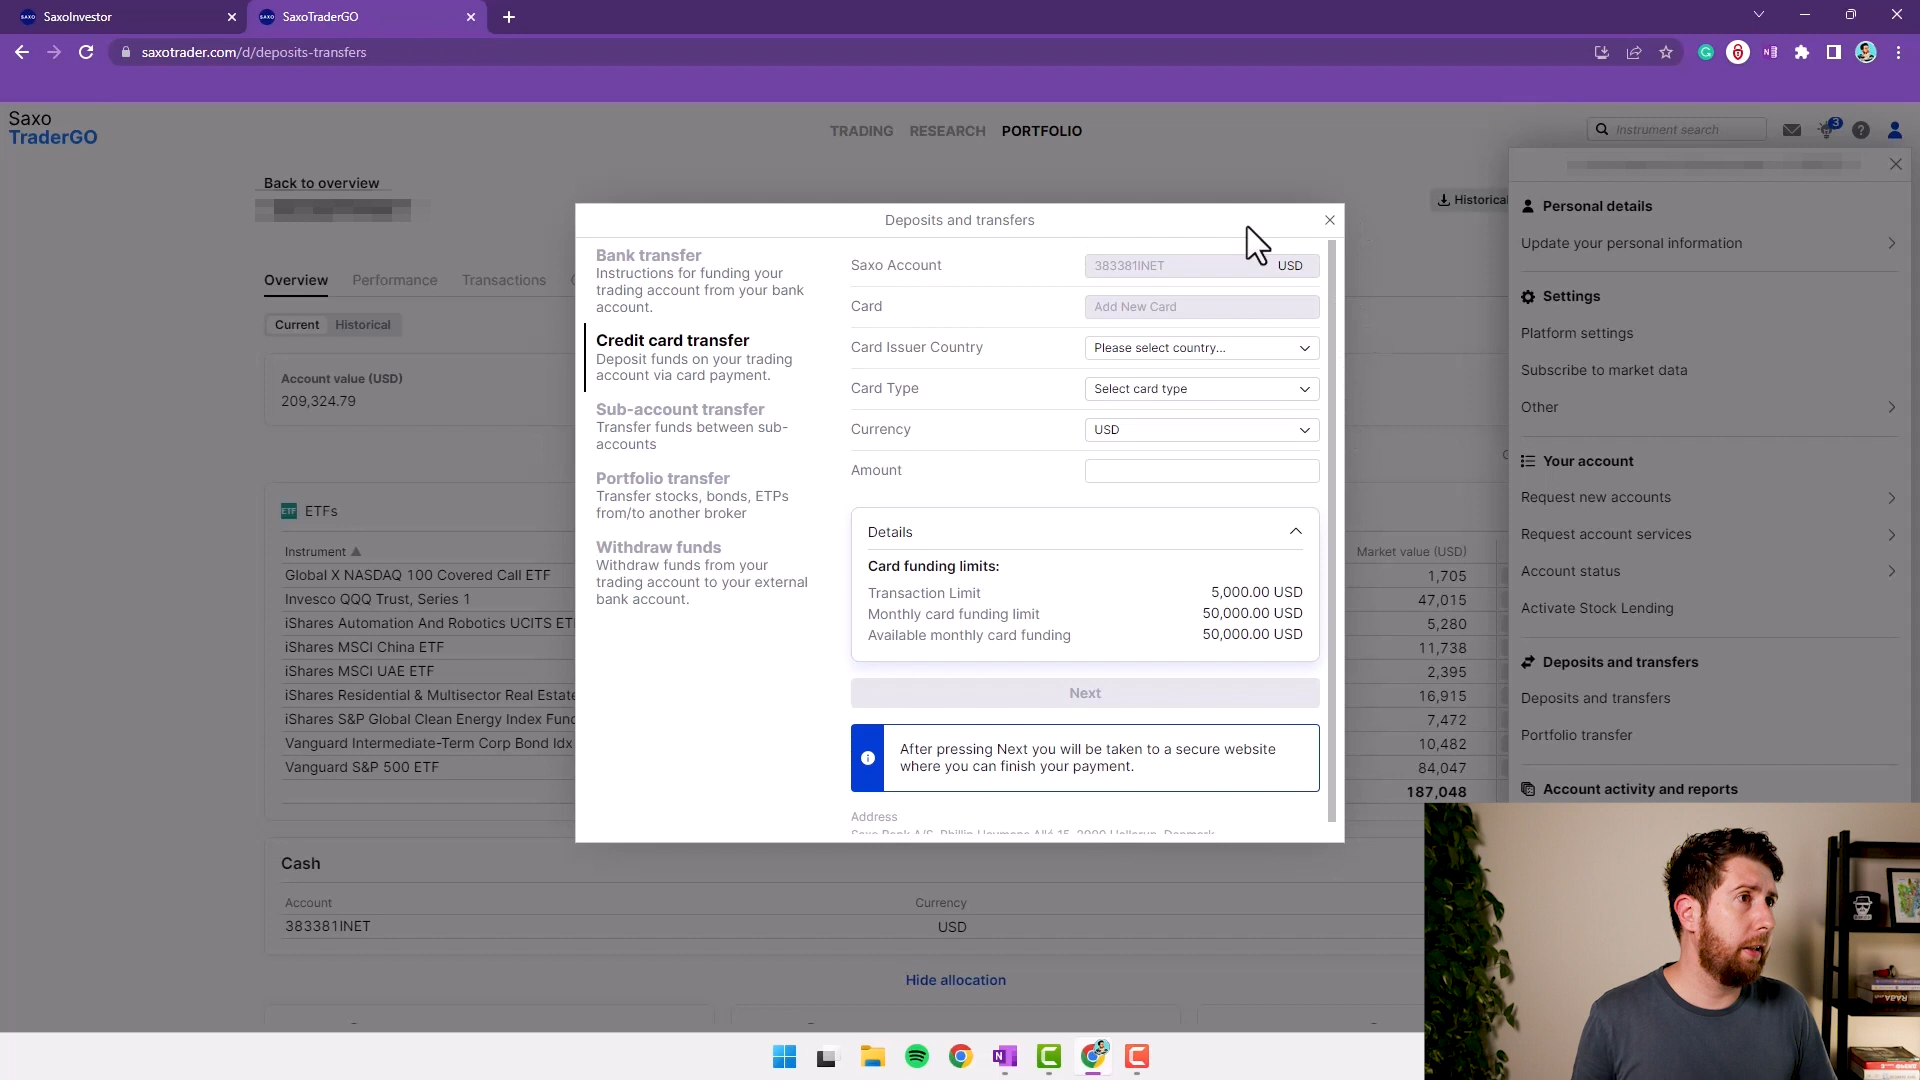 SaxoInvestor
SaxoTraderGO
saxotrader.com/d/deposits-transfers
Saxo
TraderGO
TRADING RESEARCH PORTFOLIO
Instrument search
3
Back to overview
Historical
Overview Performance Transactions
Current Historical
Account value (USD)
209,324.79
ETF ETFs
Instrument
Market value (USD)
Global X NASDAQ 100 Covered Call ETF
1,705
Invesco QQQ Trust, Series 1
47,015
iShares Automation And Robotics UCITS ET
5,280
iShares MSCI China ETF
11,738
iShares MSCI UAE ETF
2,395
iShares Residential & Multisector Real Estate
16,915
iShares S&P Global Clean Energy Index Fund
7,472
Vanguard Intermediate-Term Corp Bond Idx
10,482
Vanguard S&P 500 ETF
84,047
187,048
Cash
Account
Currency
383381INET
USD
Hide allocation
Deposits and transfers
Bank transfer
Instructions for funding your
trading account from your bank
account.
Credit card transfer
Deposit funds on your trading
account via card payment.
Sub-account transfer
Transfer funds between sub-
accounts
Portfolio transfer
Transfer stocks, bonds, ETPs
from/to another broker
Withdraw funds
Withdraw funds from your
trading account to your external
bank account.
Saxo Account
383381INET USD
Card
Add New Card
Card Issuer Country
Please select country...
Card Type
Select card type
Currency
USD
Amount
Details
Card funding limits:
Transaction Limit 5,000.00 USD
Monthly card funding limit 50,000.00 USD
Available monthly card funding 50,000.00 USD
Next
After pressing Next you will be taken to a secure website
where you can finish your payment.
Address
Personal details
Update your personal information
Settings
Platform settings
Subscribe to market data
Other
Your account
Request new accounts
Request account services
Account status
Activate Stock Lending
Deposits and transfers
Deposits and transfers
Portfolio transfer
Account activity and reports